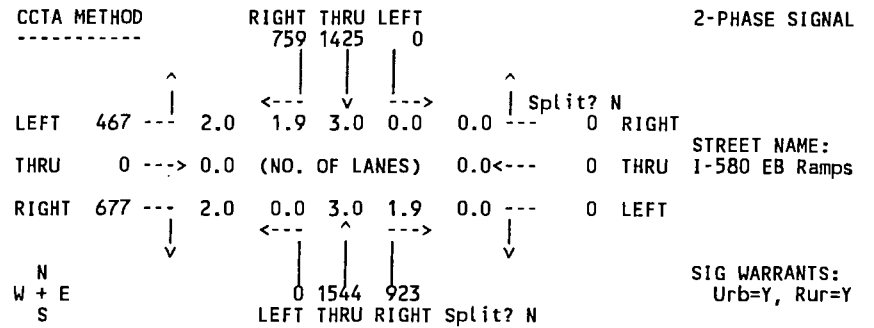 CCTA METHOD RIGHT THRU LEFT 2-PHASE SIGNAL
----------- 759 1425 0
^ ^
<--- v ---> Split? N
LEFT 467 --- 2.0 1.9 3.0 0.0 0.0 --- 0 RIGHT
STREET NAME:
THRU 0 ---> 0.0 (NO. OF LANES) 0.0<--- 0 THRU I-580 EB Ramps
RIGHT 677 --- 2.0 0.0 3.0 1.9 0.0 --- 0 LEFT
<--- ^ --->
v v
N SIG WARRANTS:
W + E 0 1544 923 Urb=Y, Rur=Y
S LEFT THRU RIGHT Split? N